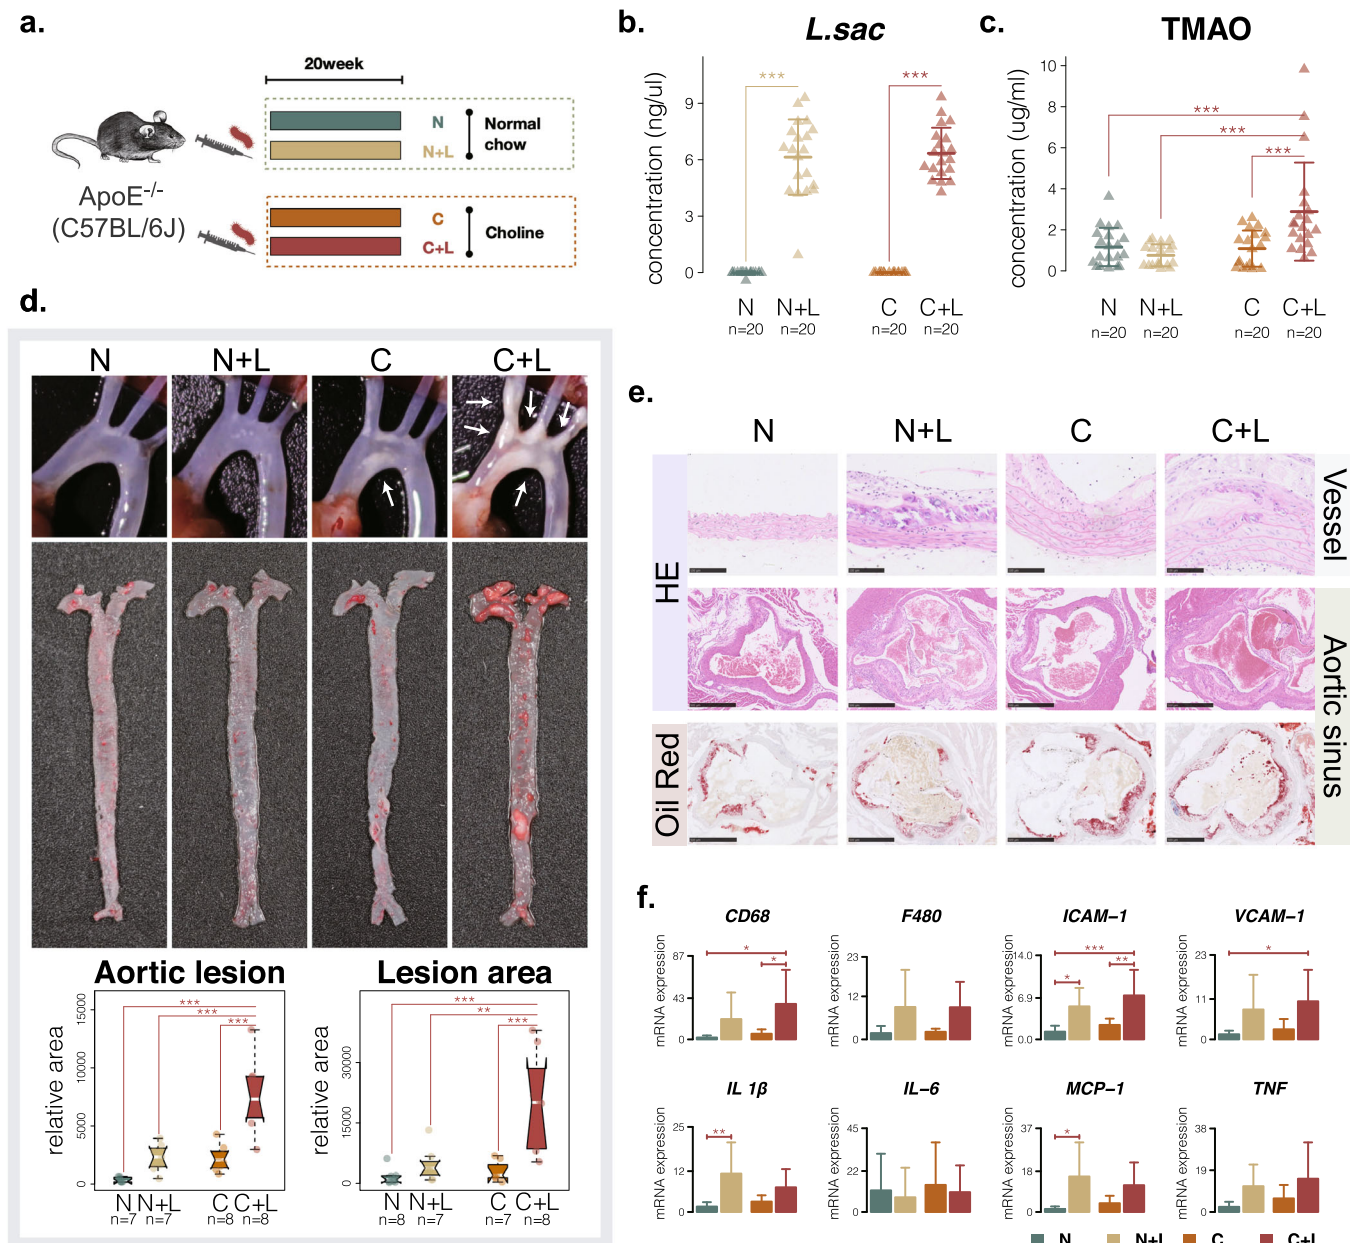 a.
20week
N
N+L
Normal
chow
C
C+L
Choline
ApoE-/-
(C57BL/6J)
b.
L.sac
concentration (ng/ul)
9
6
3
0
***
***
N
N+L
C
C+L
n=20
n=20
n=20
n=20
c.
TMAO
concentration (ug/ml)
10
8
6
4
2
0
***
***
***
N
N+L
C
C+L
n=20
n=20
n=20
n=20
d.
N
N+L
C
C+L
Aortic lesion
relative area
15000
10000
5000
0
***
***
***
N
N+L
C
C+L
n=7
n=7
n=8
n=8
Lesion area
relative area
30000
15000
0
***
**
***
N
N+L
C
C+L
n=8
n=7
n=7
n=8
e.
N
N+L
C
C+L
HE
Oil Red
Vessel
Aortic sinus
f.
CD68
mRNA expression
87
43
0
*
*
F480
mRNA expression
23
12
0
ICAM−1
mRNA expression
14.0
6.9
0.0
***
**
*
VCAM−1
mRNA expression
23
11
0
*
IL 1β
mRNA expression
25
12
0
**
IL−6
mRNA expression
45
22
0
MCP−1
mRNA expression
37
18
0
*
TNF
mRNA expression
38
18
0
N
N+L
C
C+L